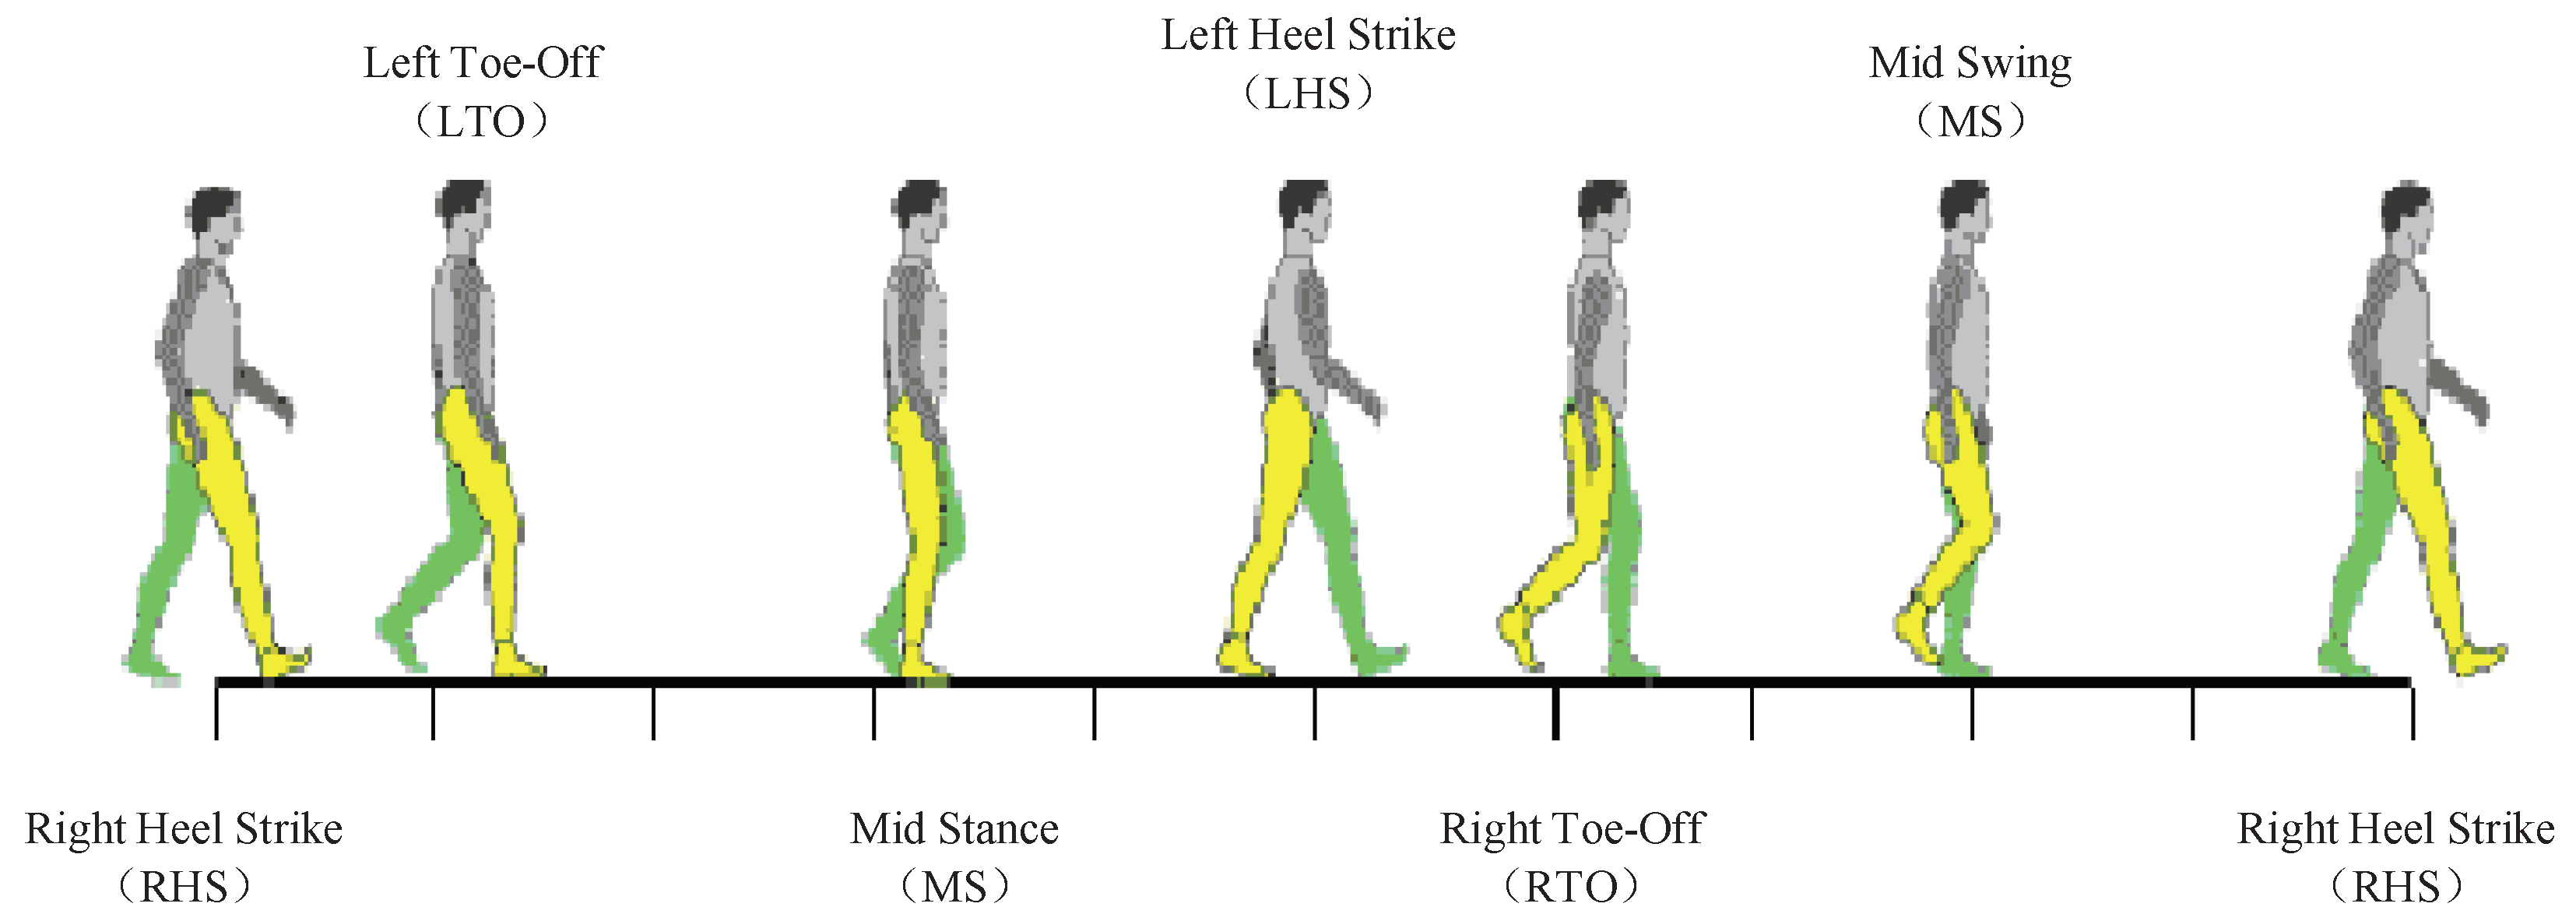 Left Toe-Off
（LTO）
Left Heel Strike
（LHS）
Mid Swing
（MS）
Right Heel Strike
（RHS）
Mid Stance
（MS）
Right Toe-Off
（RTO）
Right Heel Strike
（RHS）